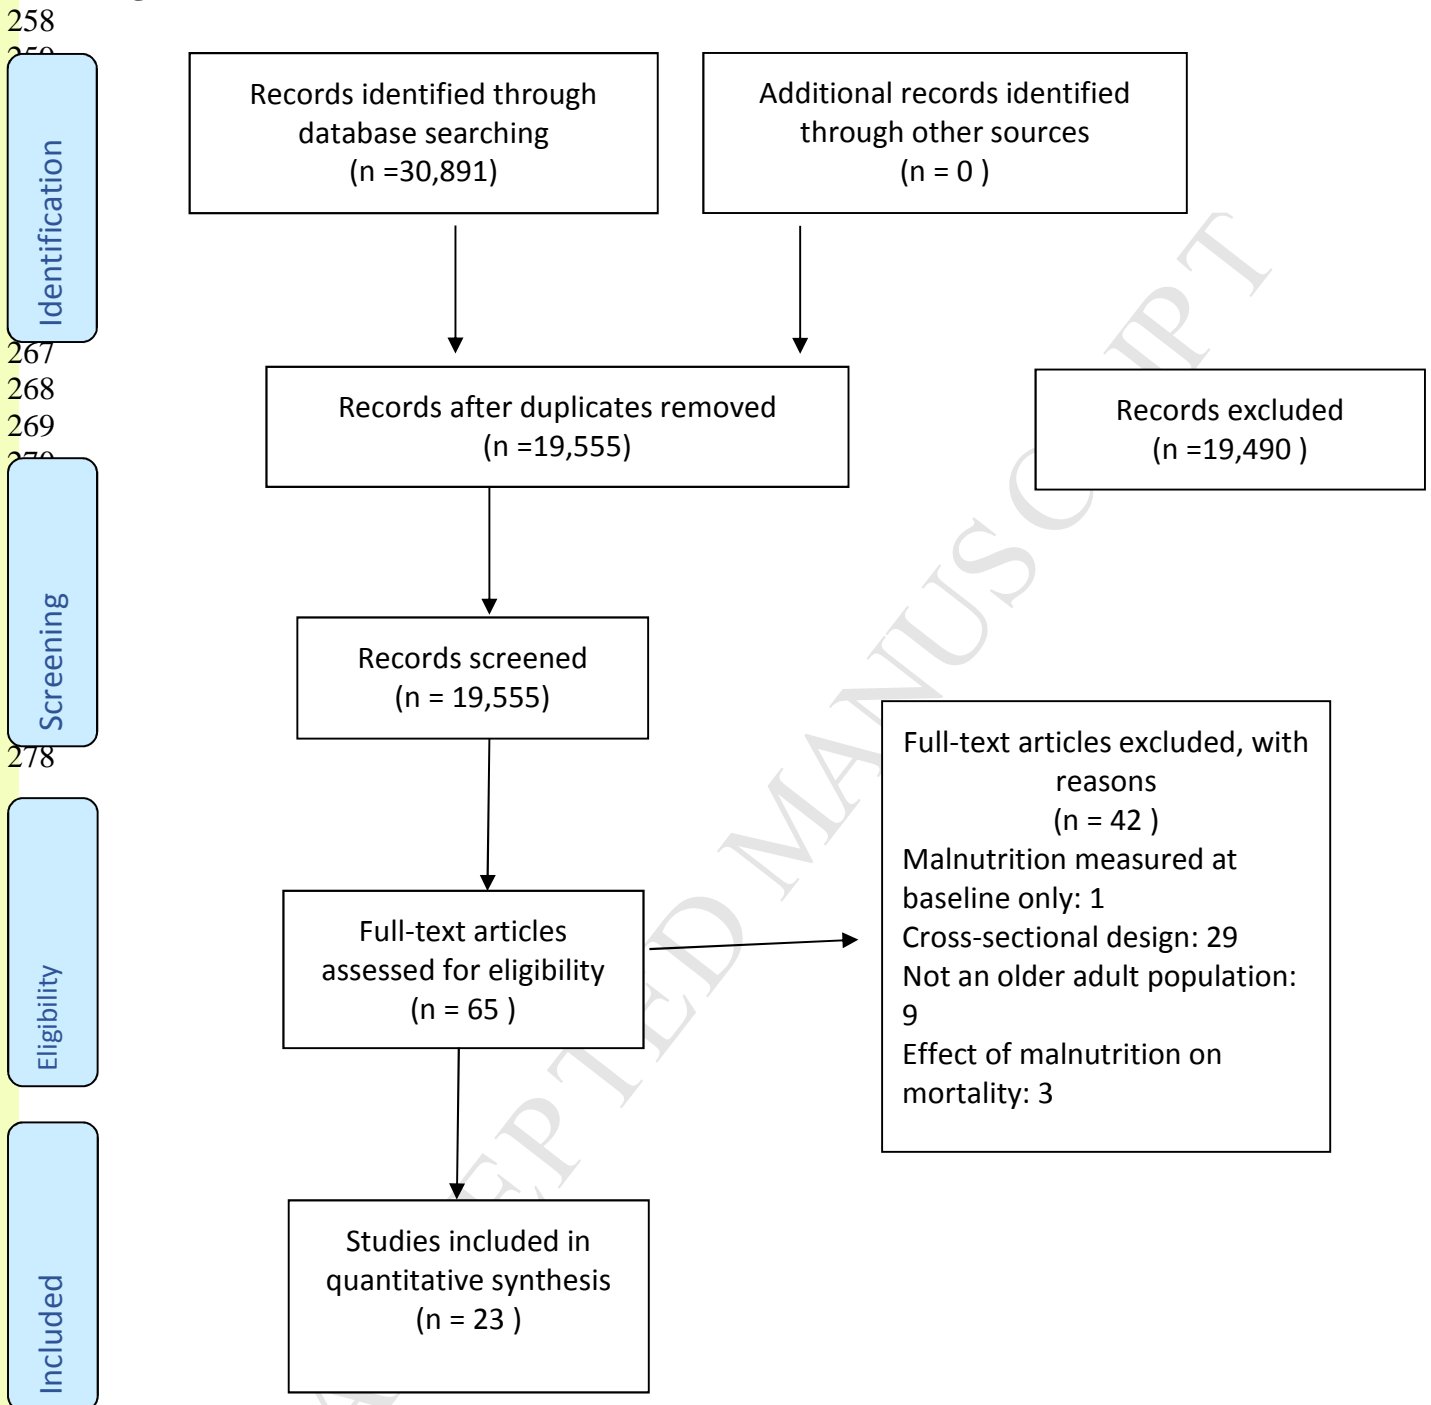 258
Identification
Records identified through
database searching
(n =30,891)
Additional records identified
through other sources
(n = 0 )
267
268
269
Records after duplicates removed
(n =19,555)
Records excluded
(n =19,490 )
Screening
Records screened
(n = 19,555)
278
Full-text articles excluded, with
reasons
(n = 42 )
Malnutrition measured at
baseline only: 1
Cross-sectional design: 29
Not an older adult population:
9
Effect of malnutrition on
mortality: 3
Eligibility
Full-text articles
assessed for eligibility
(n = 65 )
Included
Studies included in
quantitative synthesis
(n = 23 )